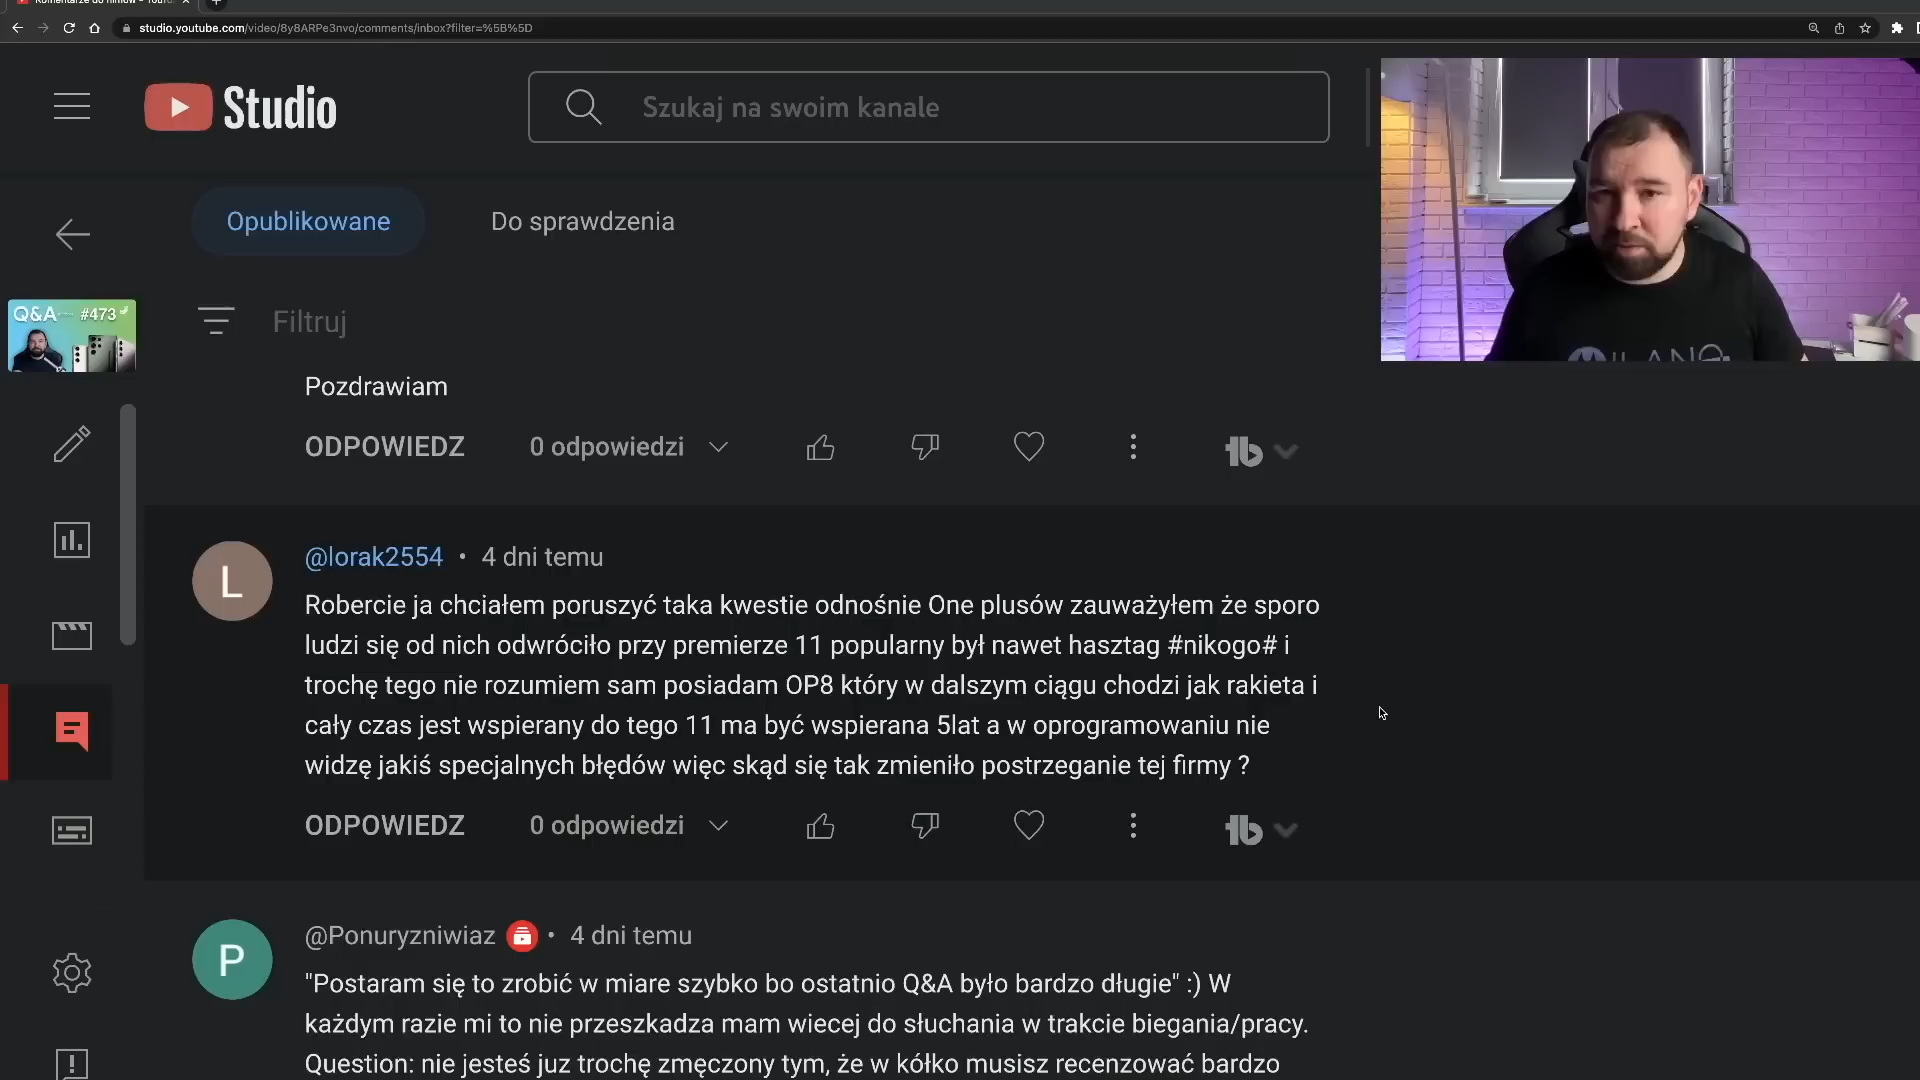 studio.youtube.com/video/8y8ARPe3nvo/comments/inbox?filter=%5B%5D
Studio
Szukaj na swoim kanale
Opublikowane
Do sprawdzenia
Q&A #473
Filtruj
Pozdrawiam
ODPOWIEDZ 0 odpowiedzi
L
@lorak2554 • 4 dni temu
Robercie ja chciałem poruszyć taka kwestie odnośnie One plusów zauważyłem że sporo
ludzi się od nich odwróciło przy premierze 11 popularny był nawet hasztag #nikogo# i
trochę tego nie rozumiem sam posiadam OP8 który w dalszym ciągu chodzi jak rakieta i
cały czas jest wspierany do tego 11 ma być wspierana 5lat a w oprogramowaniu nie
widzę jakiś specjalnych błędów więc skąd się tak zmieniło postrzeganie tej firmy ?
ODPOWIEDZ 0 odpowiedzi
P
@Ponuryzniwiaz • 4 dni temu
"Postaram się to zrobić w miare szybko bo ostatnio Q&A było bardzo długie" :) W
każdym razie mi to nie przeszkadza mam wiecej do słuchania w trakcie biegania/pracy.
Question: nie jesteś juz trochę zmęczony tym, że w kółko musisz recenzować bardzo